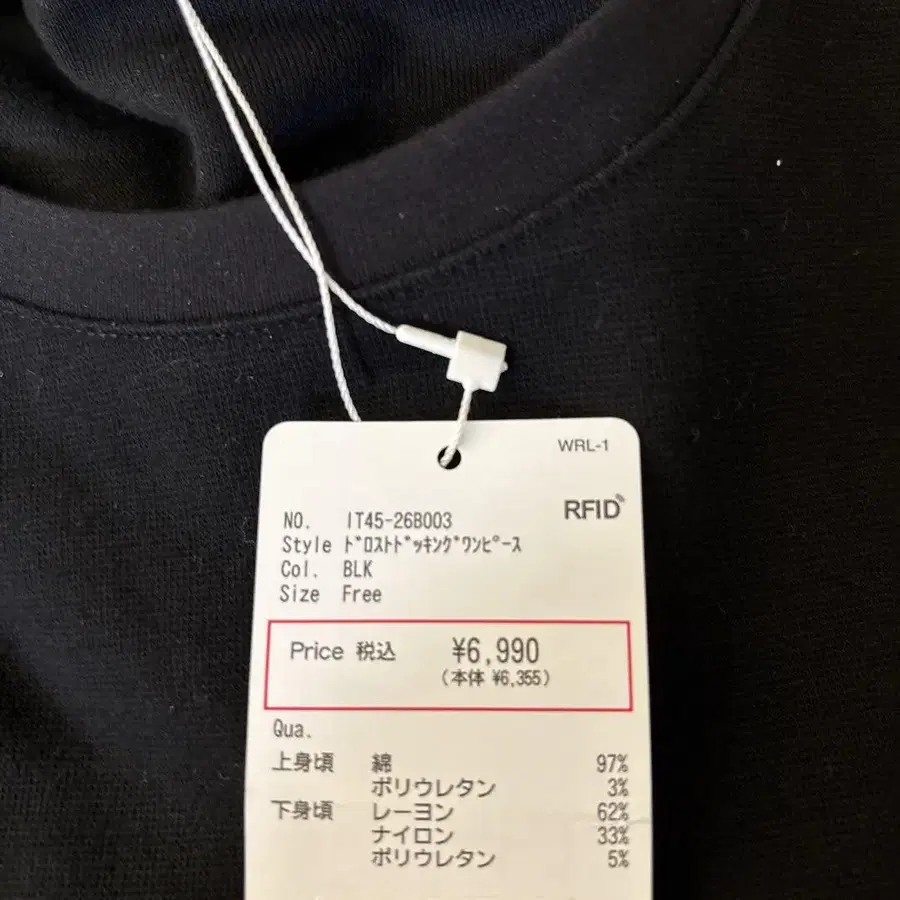 WRL-1
RFID
NO. IT45-26B003
Style ﾄﾞﾛｽﾄﾄﾞｯｷﾝｸﾞﾜﾝﾋﾟｰｽ
Col. BLK
Size Free
Price 税込 ¥6,990
(本体 ¥6,355)
Qua.
上身頃 綿 97%
ポリウレタン 3%
下身頃 レーヨン 62%
ナイロン 33%
ポリウレタン 5%